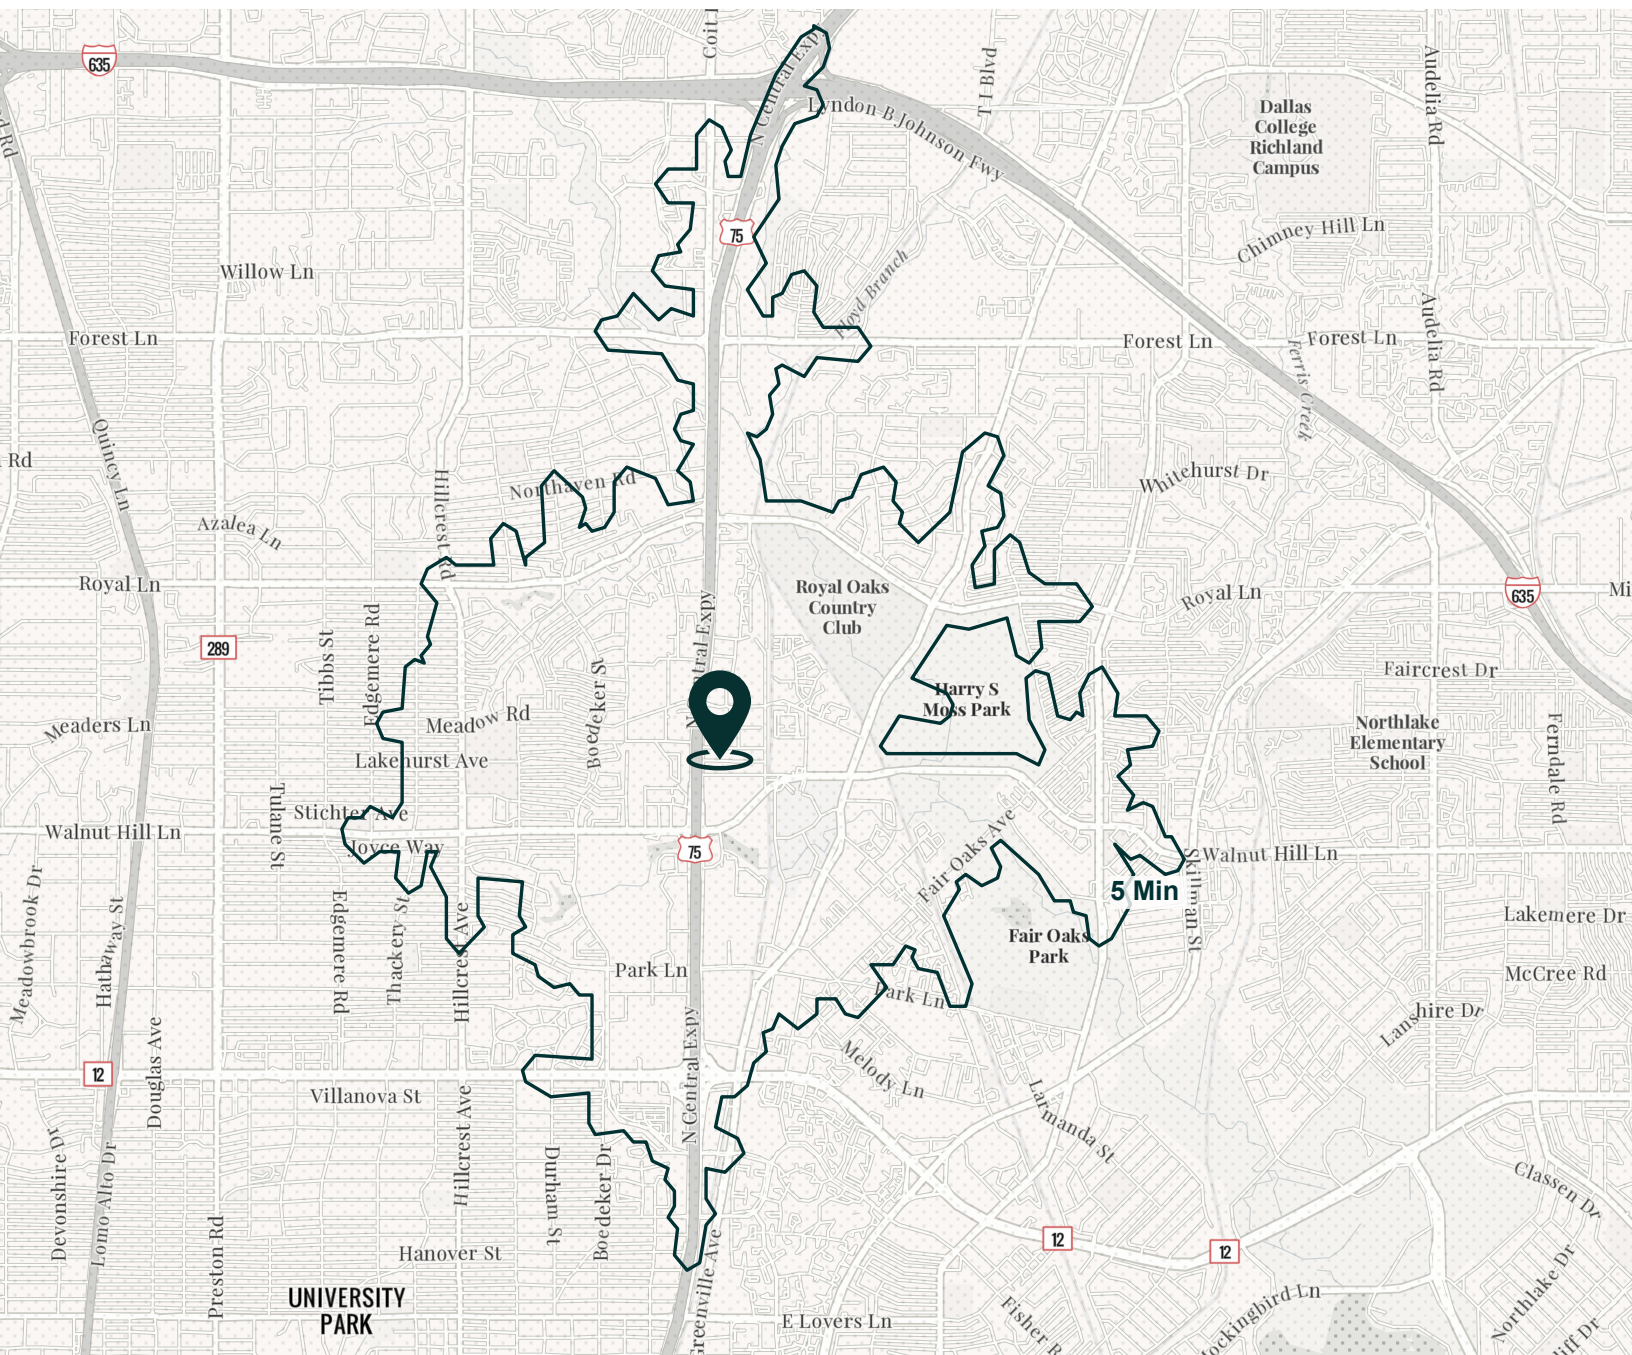 Coit
635
N Central Exp
T I Blvd
Audelia Rd
Lyndon B Johnson Fwy
Dallas
College
Richland
Campus
75
Chimney Hill Ln
Willow Ln
Floyd Branch
Forest Ln
Forest Ln
Forest Ln
Audelia Rd
Ferris Creek
Quincy Ln
Rd
Hillcrest Rd
Northaven Rd
Whitehurst Dr
Azalea Ln
Royal Ln
Royal Oaks
Country
Club
Royal Ln
635
Mi
289
Tibbs St
Edgemere Rd
Boedeker St
N Central Expy
Faircrest Dr
Harry S
Moss Park
Meaders Ln
Meadow Rd
Northlake
Elementary
School
Ferndale Rd
Lakehurst Ave
Tulane St
Stichter Ave
Walnut Hill Ln
Joyce Way
75
Fair Oaks Ave
Walnut Hill Ln
5 Min
Skillman St
Meadowbrook Dr
Hathaway St
Edgemere Rd
Thackery St
Hillcrest Ave
Lakemere Dr
Fair Oaks
Park
Park Ln
McCree Rd
Park Ln
Lanshire Dr
12
Douglas Ave
N Central Expy
Melody Ln
Villanova St
Hillcrest Ave
Larmanda St
Devonshire Dr
Lomo Alto Dr
Durham St
Boedeker Dr
Classen Dr
Preston Rd
Hanover St
Greenville Ave
12
12
Northlake Dr
UNIVERSITY
PARK
E Lovers Ln
Fisher R
ockingbird Ln
iff Dr